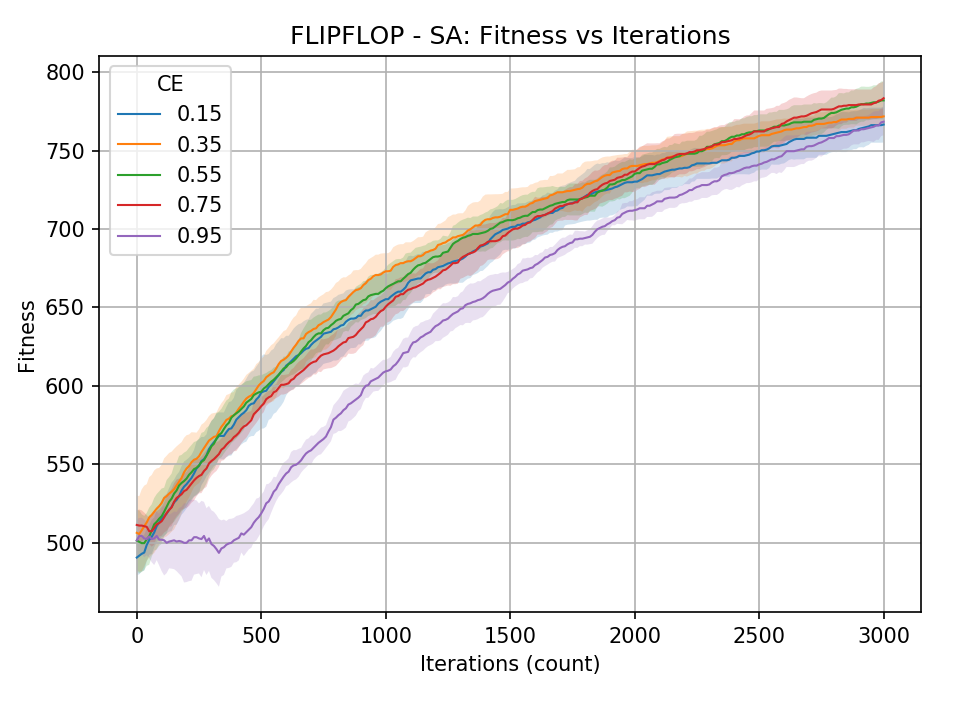 FLIPFLOP - SA: Fitness vs Iterations
CE
0.15
0.35
0.55
0.75
0.95
800
750
700
650
600
550
500
Fitness
0 500 1000 1500 2000 2500 3000
Iterations (count)